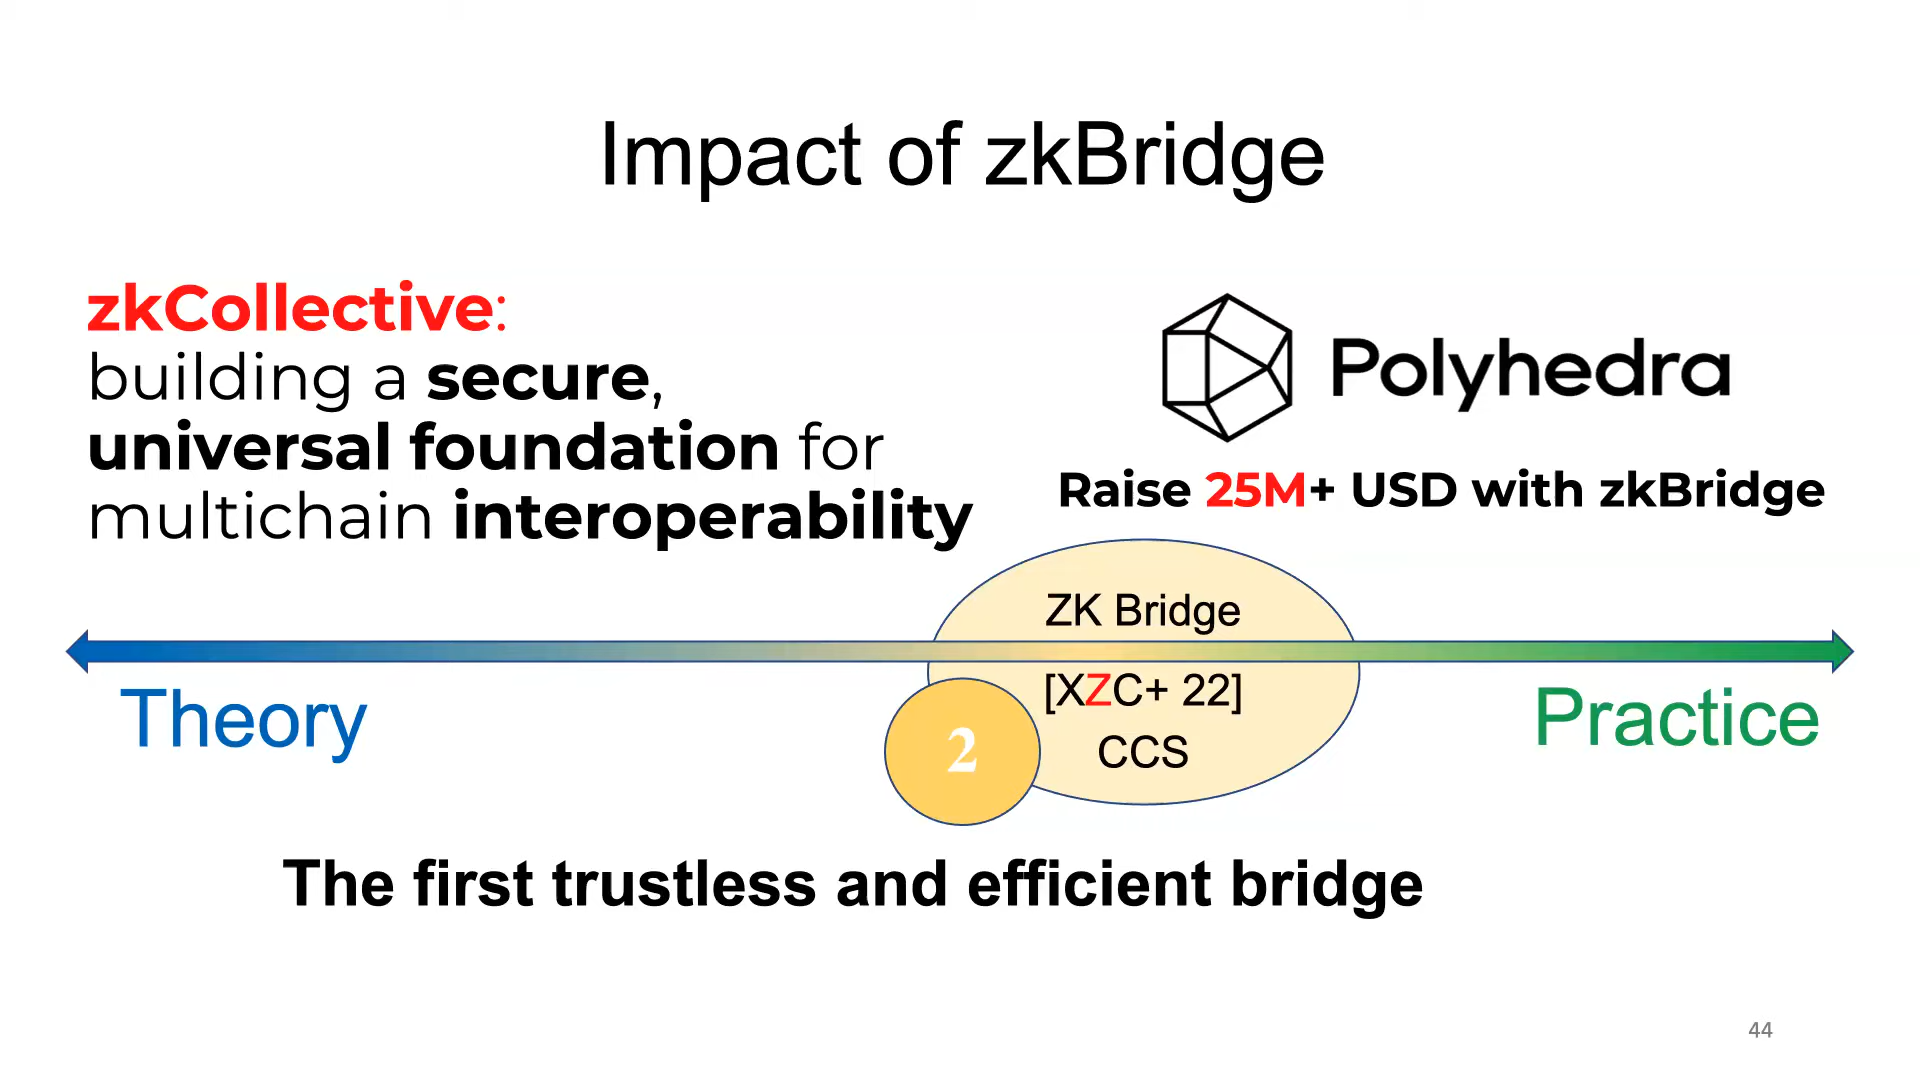 Impact of zkBridge
zkCollective:
building a secure,
universal foundation for
multichain interoperability
Polyhedra
Raise 25M+ USD with zkBridge
ZK Bridge
[XZC+ 22]
CCS
2
Theory
Practice
The first trustless and efficient bridge
44